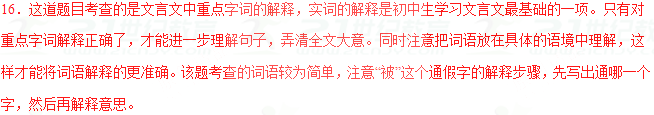 16．这道题目考查的是文言文中重点字词的解释，实词的解释是初中生学习文言文最基础的一项。只有对
重点字词解释正确了，才能进一步理解句子，弄清全文大意。同时注意把词语放在具体的语境中理解，这
样才能将词语解释的更准确。该题考查的词语较为简单，注意“被”这个通假字的解释步骤，先写出通哪一个
字，然后再解释意思。